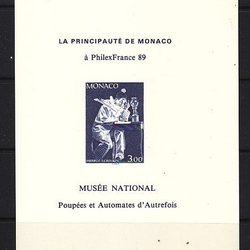 LA PRINCIPAUTÉ DE MONACO
à PhilexFrance 89
MONACO
3,00
MUSÉE NATIONAL
Poupées et Automates d'Autrefois